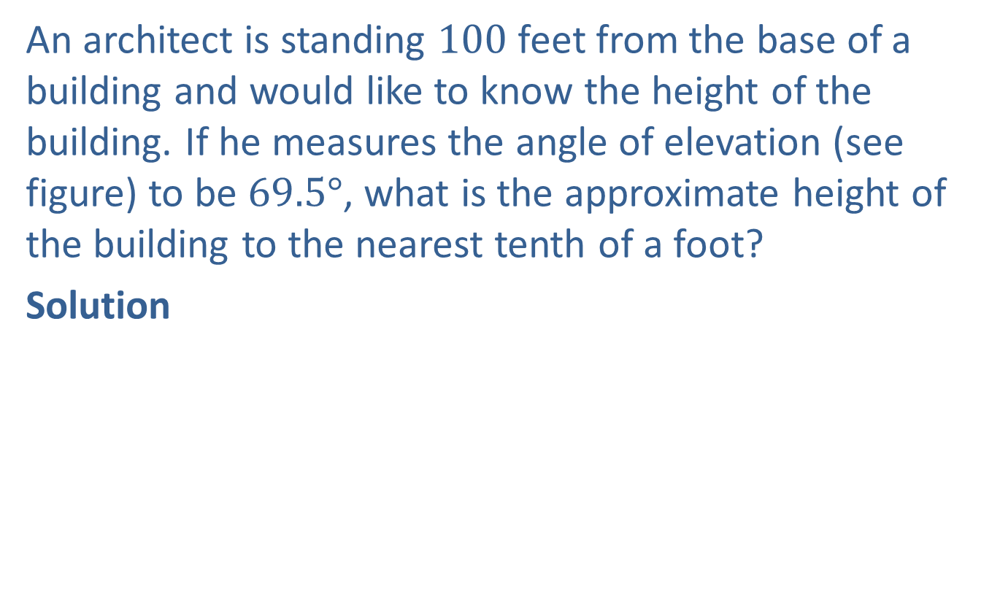 An architect is standing 100 feet from the base of a
building and would like to know the height of the
building. If he measures the angle of elevation (see
figure) to be 69.5°, what is the approximate height of
the building to the nearest tenth of a foot?
Solution